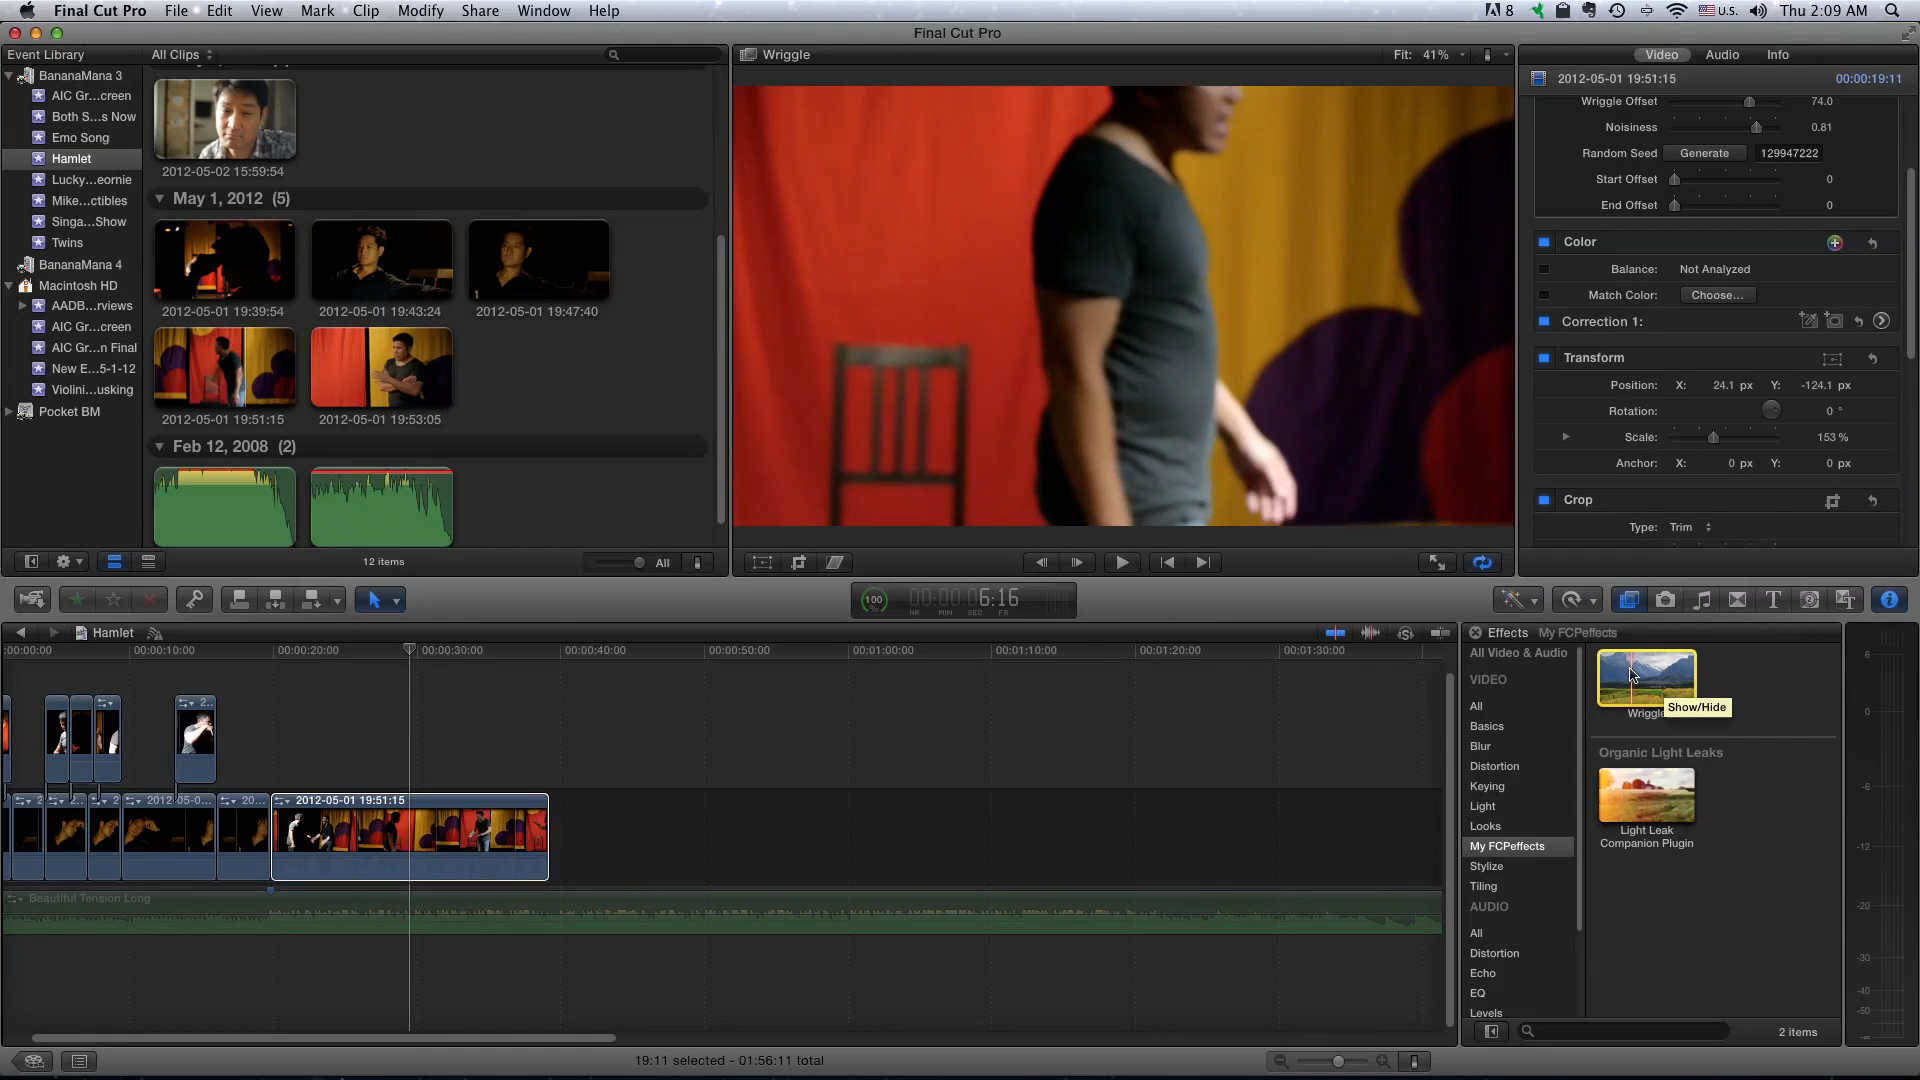 Final Cut Pro File Edit View Mark Clip Modify Share Window Help 8 U.S. Thu 2:09 AM
Final Cut Pro
Event Library All Clips
BananaMana 3
AIC Gr...creen
Both S...s Now
Emo Song
Hamlet
Lucky...eornie
Mike...ctibles
Singa...Show
Twins
BananaMana 4
Macintosh HD
AADB...rviews
AIC Gr...creen
AIC Gr...n Final
New E...5-1-12
Violini...usking
Pocket BM
2012-05-02 15:59:54
May 1, 2012 (5)
2012-05-01 19:39:54 2012-05-01 19:43:24 2012-05-01 19:47:40
2012-05-01 19:51:15 2012-05-01 19:53:05
Feb 12, 2008 (2)
12 items All
Wriggle Fit: 41%
Video Audio Info
2012-05-01 19:51:15 00:00:19:11
Wriggle Offset 74.0
Noisiness 0.81
Random Seed Generate 129947222
Start Offset 0
End Offset 0
Color
Balance: Not Analyzed
Match Color: Choose...
Correction 1:
Transform
Position: X: 24.1 px Y: -124.1 px
Rotation: 0 °
Scale: 153 %
Anchor: X: 0 px Y: 0 px
Crop
Type: Trim
100 % 00:00:06:16
HR MIN SEC FR
Hamlet
:00:00:00 00:00:10:00 00:00:20:00 00:00:30:00 00:00:40:00 00:00:50:00 00:01:00:00 00:01:10:00 00:01:20:00 00:01:30:00
2...
2 2... 2 2012-05-0... 20... 2012-05-01 19:51:15
Beautiful Tension Long
Effects My FCPeffects
All Video & Audio
VIDEO
All
Basics
Blur
Distortion
Keying
Light
Looks
My FCPeffects
Stylize
Tiling
AUDIO
All
Distortion
Echo
EQ
Levels
Wriggle
Show/Hide
Organic Light Leaks
Light Leak
Companion Plugin
2 items
6
0
-6
-12
-20
-30
-40
-50
-∞
19:11 selected - 01:56:11 total